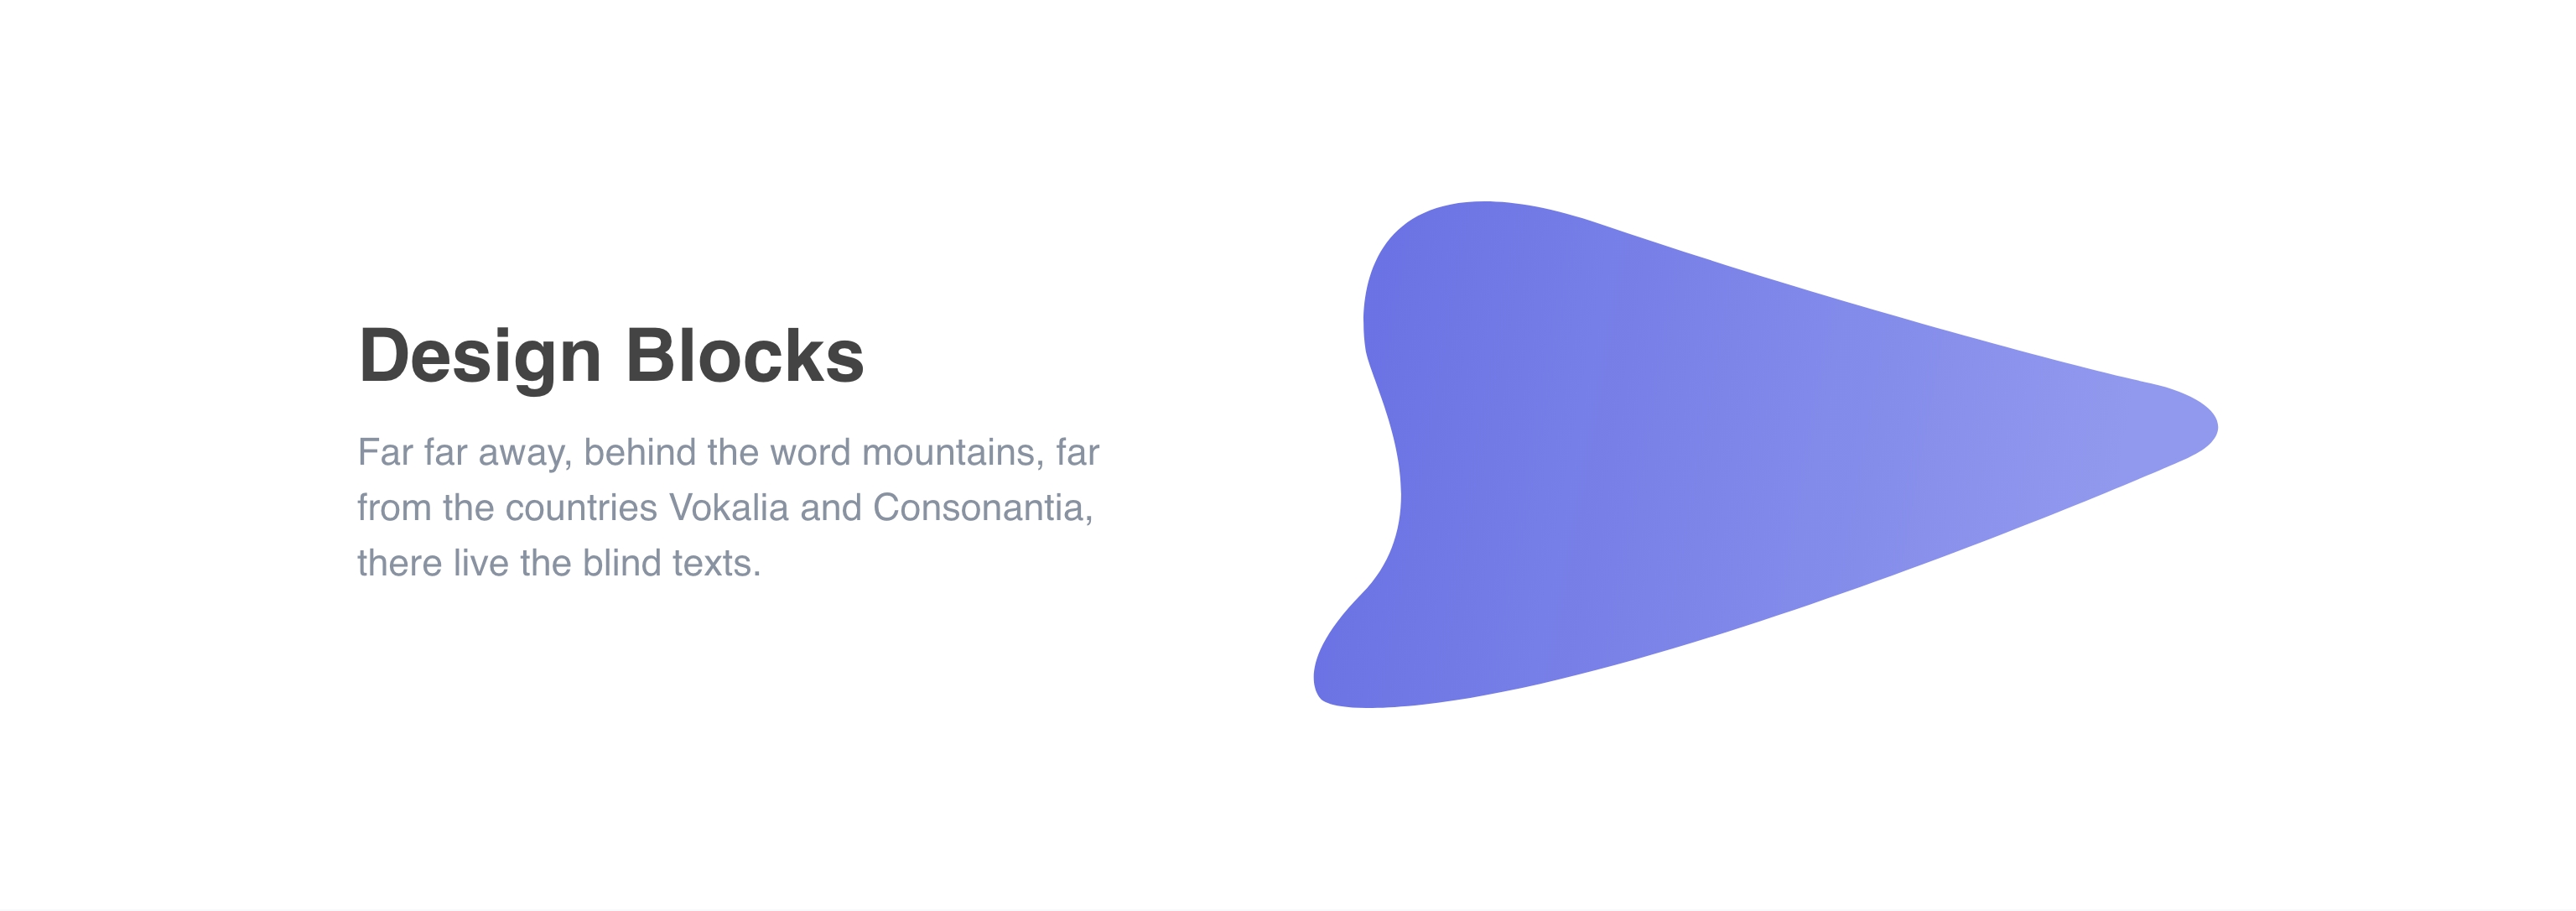 Design Blocks
Far far away, behind the word mountains, far
from the countries Vokalia and Consonantia,
there live the blind texts.